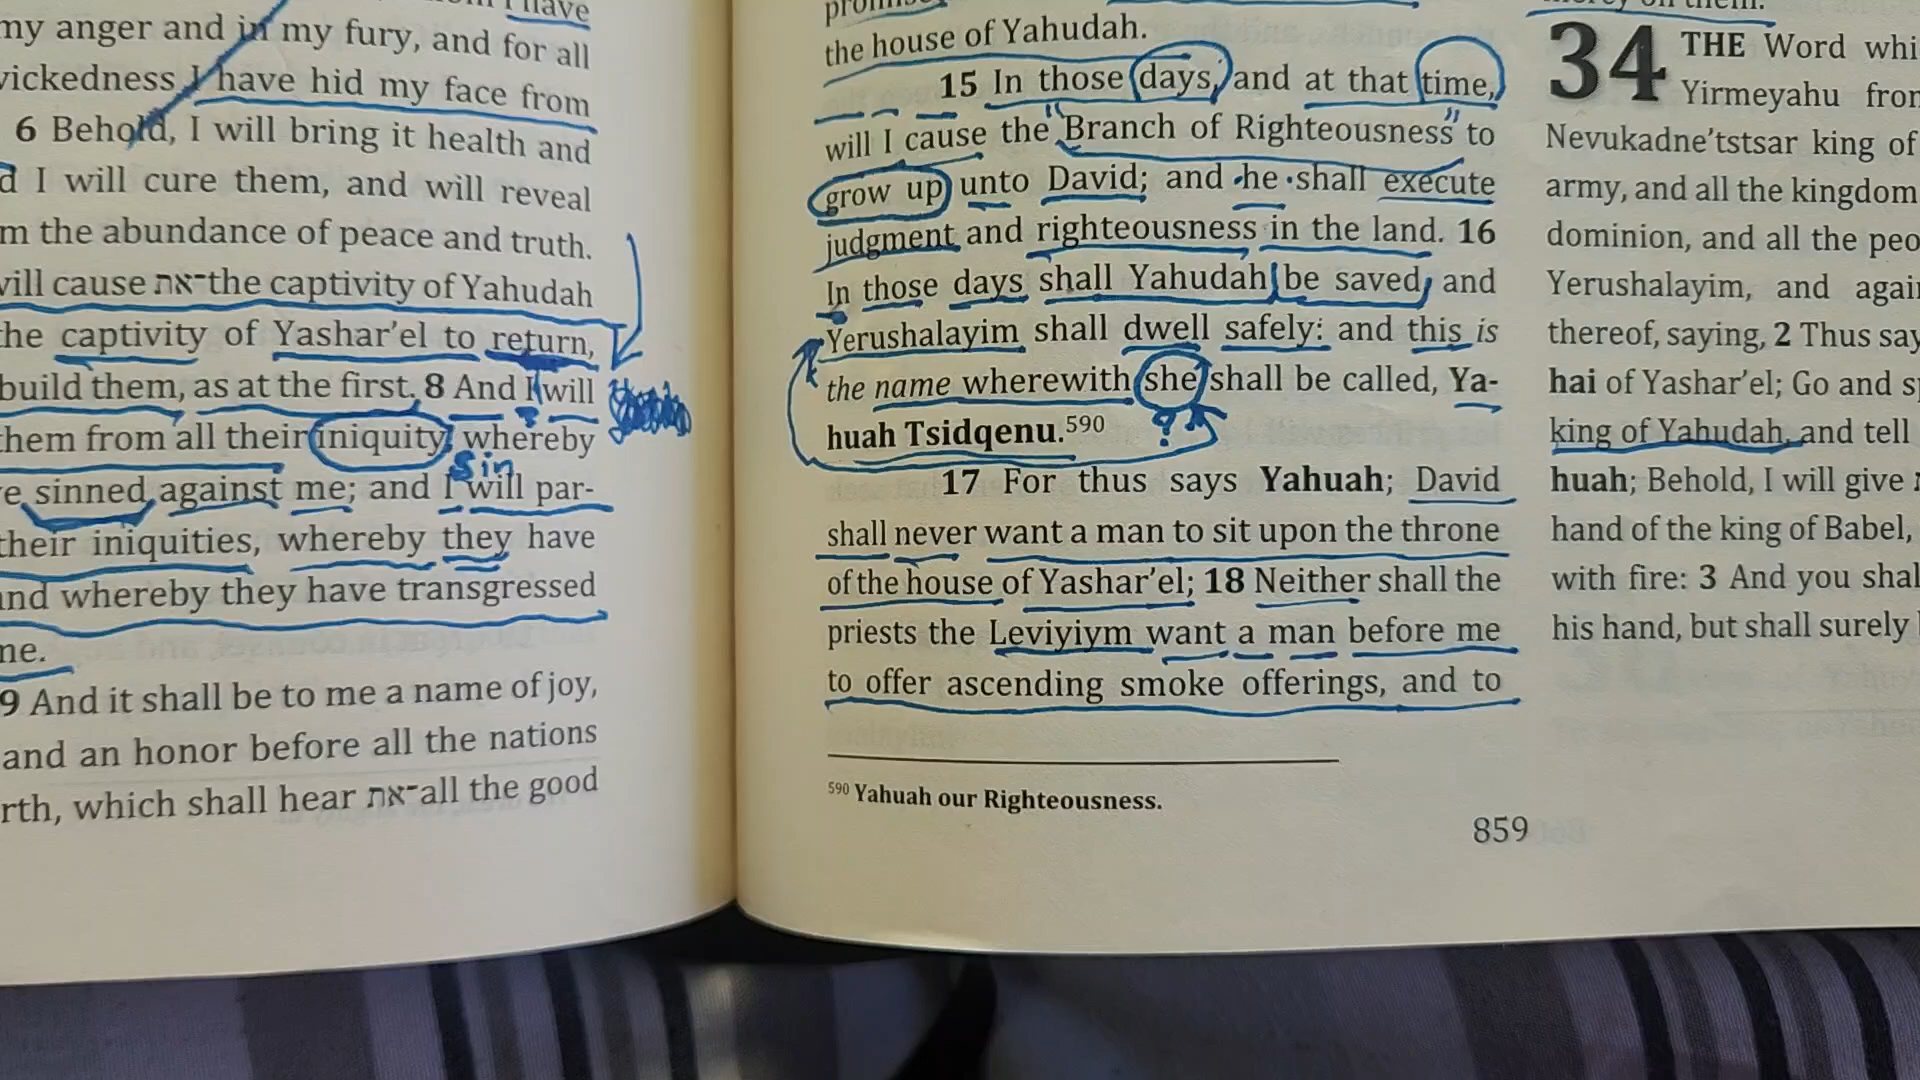 I have
my anger and in my fury, and for all
wickedness I have hid my face from
6 Behold, I will bring it health and
I will cure them, and will reveal
the abundance of peace and truth.
will cause את-the captivity of Yahudah
the captivity of Yashar'el to return,
build them, as at the first. 8 And I will
them from all their iniquity, whereby
sin
sinned against me; and I will par-
their iniquities, whereby they have
and whereby they have transgressed
me.
9 And it shall be to me a name of joy,
and an honor before all the nations
which shall hear את-all the good
the house of Yahudah.
15 In those days, and at that time,
will I cause the "Branch of Righteousness" to
grow up unto David; and he shall execute
judgment and righteousness in the land. 16
In those days shall Yahudah be saved, and
Yerushalayim shall dwell safely: and this is
the name wherewith she shall be called, Ya-
huah Tsidqenu.590
?
17 For thus says Yahuah; David
shall never want a man to sit upon the throne
of the house of Yashar'el; 18 Neither shall the
priests the Leviyiym want a man before me
to offer ascending smoke offerings, and to
590 Yahuah our Righteousness.
859
34 THE Word
Yirmeyahu
Nevukadne'tstsar king of
army, and all the
dominion, and all the
Yerushalayim, and
thereof, saying, 2 Thus
hai of Yashar'el; Go and
king of Yahudah, and tell
huah; Behold, I will give
hand of the king of Babel,
with fire: 3 And you
his hand, but shall surely